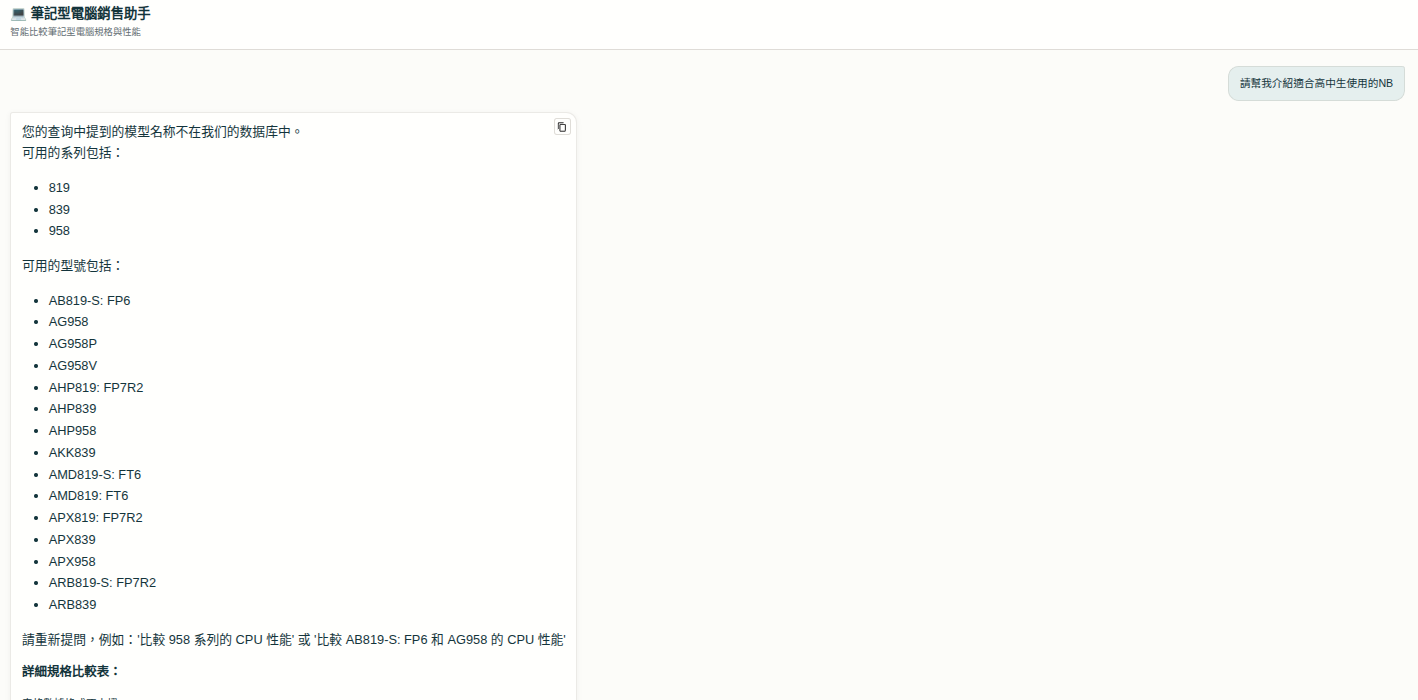 💻 筆記型電腦銷售助手
智能比較筆記型電腦規格與性能
請幫我介紹適合高中生使用的NB
您的查询中提到的模型名称不在我们的数据库中。
可用的系列包括：
819
839
958
可用的型號包括：
AB819-S: FP6
AG958
AG958P
AG958V
AHP819: FP7R2
AHP839
AHP958
AKK839
AMD819-S: FT6
AMD819: FT6
APX819: FP7R2
APX839
APX958
ARB819-S: FP7R2
ARB839
請重新提問，例如：'比較 958 系列的 CPU 性能' 或 '比較 AB819-S: FP6 和 AG958 的 CPU 性能'
詳細規格比較表：